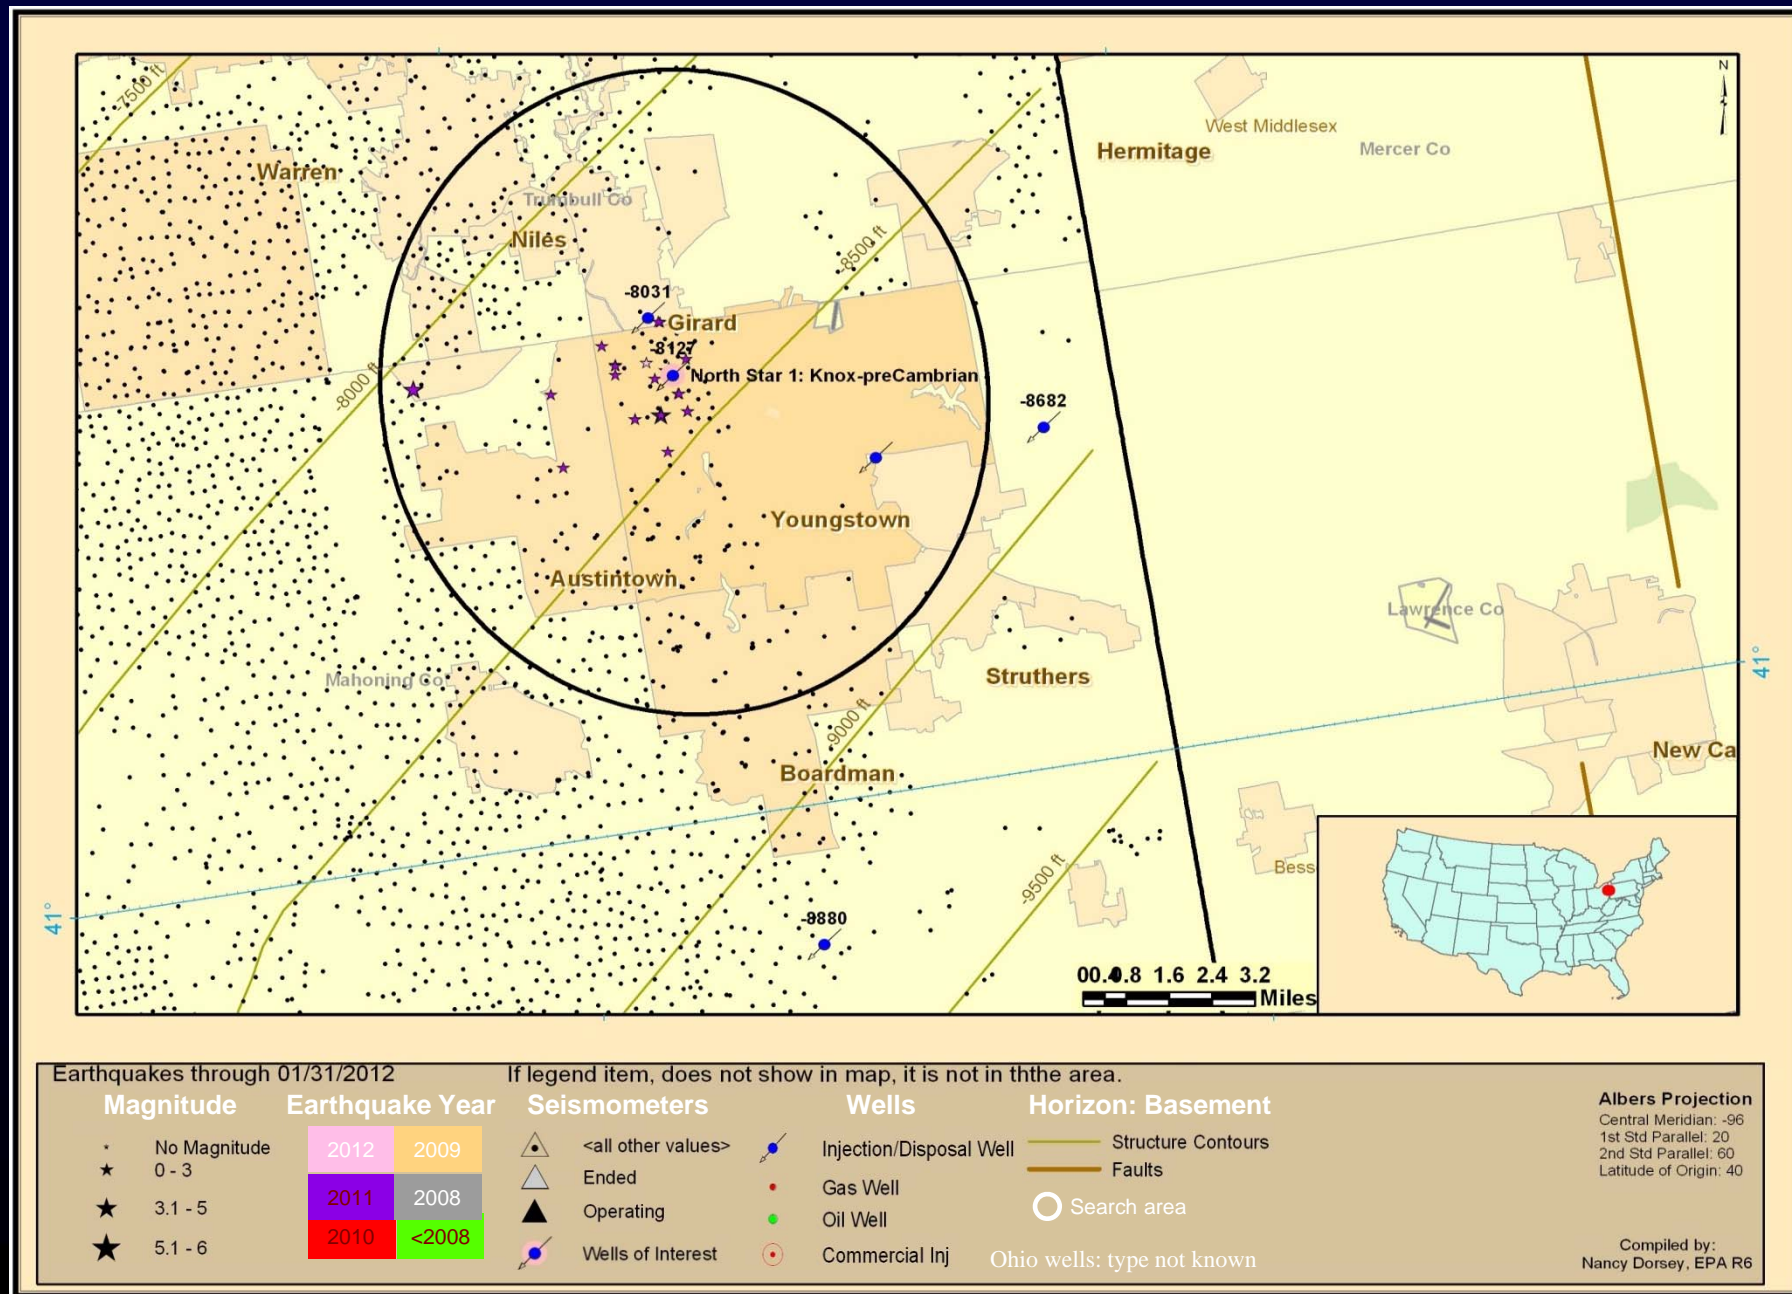 N
-7500 ft
West Middlesex
Hermitage
Mercer Co
Warren
Trumbull Co
Niles
-8500 ft
-8031
Girard
-8127
North Star 1: Knox-preCambrian
-8000 ft
-8682
Youngstown
Austintown
Lawrence Co
Mahoning Co
Struthers
41°
-9000 ft
New Ca
Boardman
Bess
-9500 ft
41°
-8880
00.40.8 1.6 2.4 3.2
Miles
Earthquakes through 01/31/2012
If legend item, does not show in map, it is not in ththe area.
Magnitude
No Magnitude
0 - 3
3.1 - 5
5.1 - 6
Earthquake Year
2012 2009
2011 2008
2010 <2008
Seismometers
<all other values>
Ended
Operating
Wells of Interest
Wells
Injection/Disposal Well
Gas Well
Oil Well
Commercial Inj
Horizon: Basement
Structure Contours
Faults
Search area
Ohio wells: type not known
Albers Projection
Central Meridian: -96
1st Std Parallel: 20
2nd Std Parallel: 60
Latitude of Origin: 40
Compiled by:
Nancy Dorsey, EPA R6